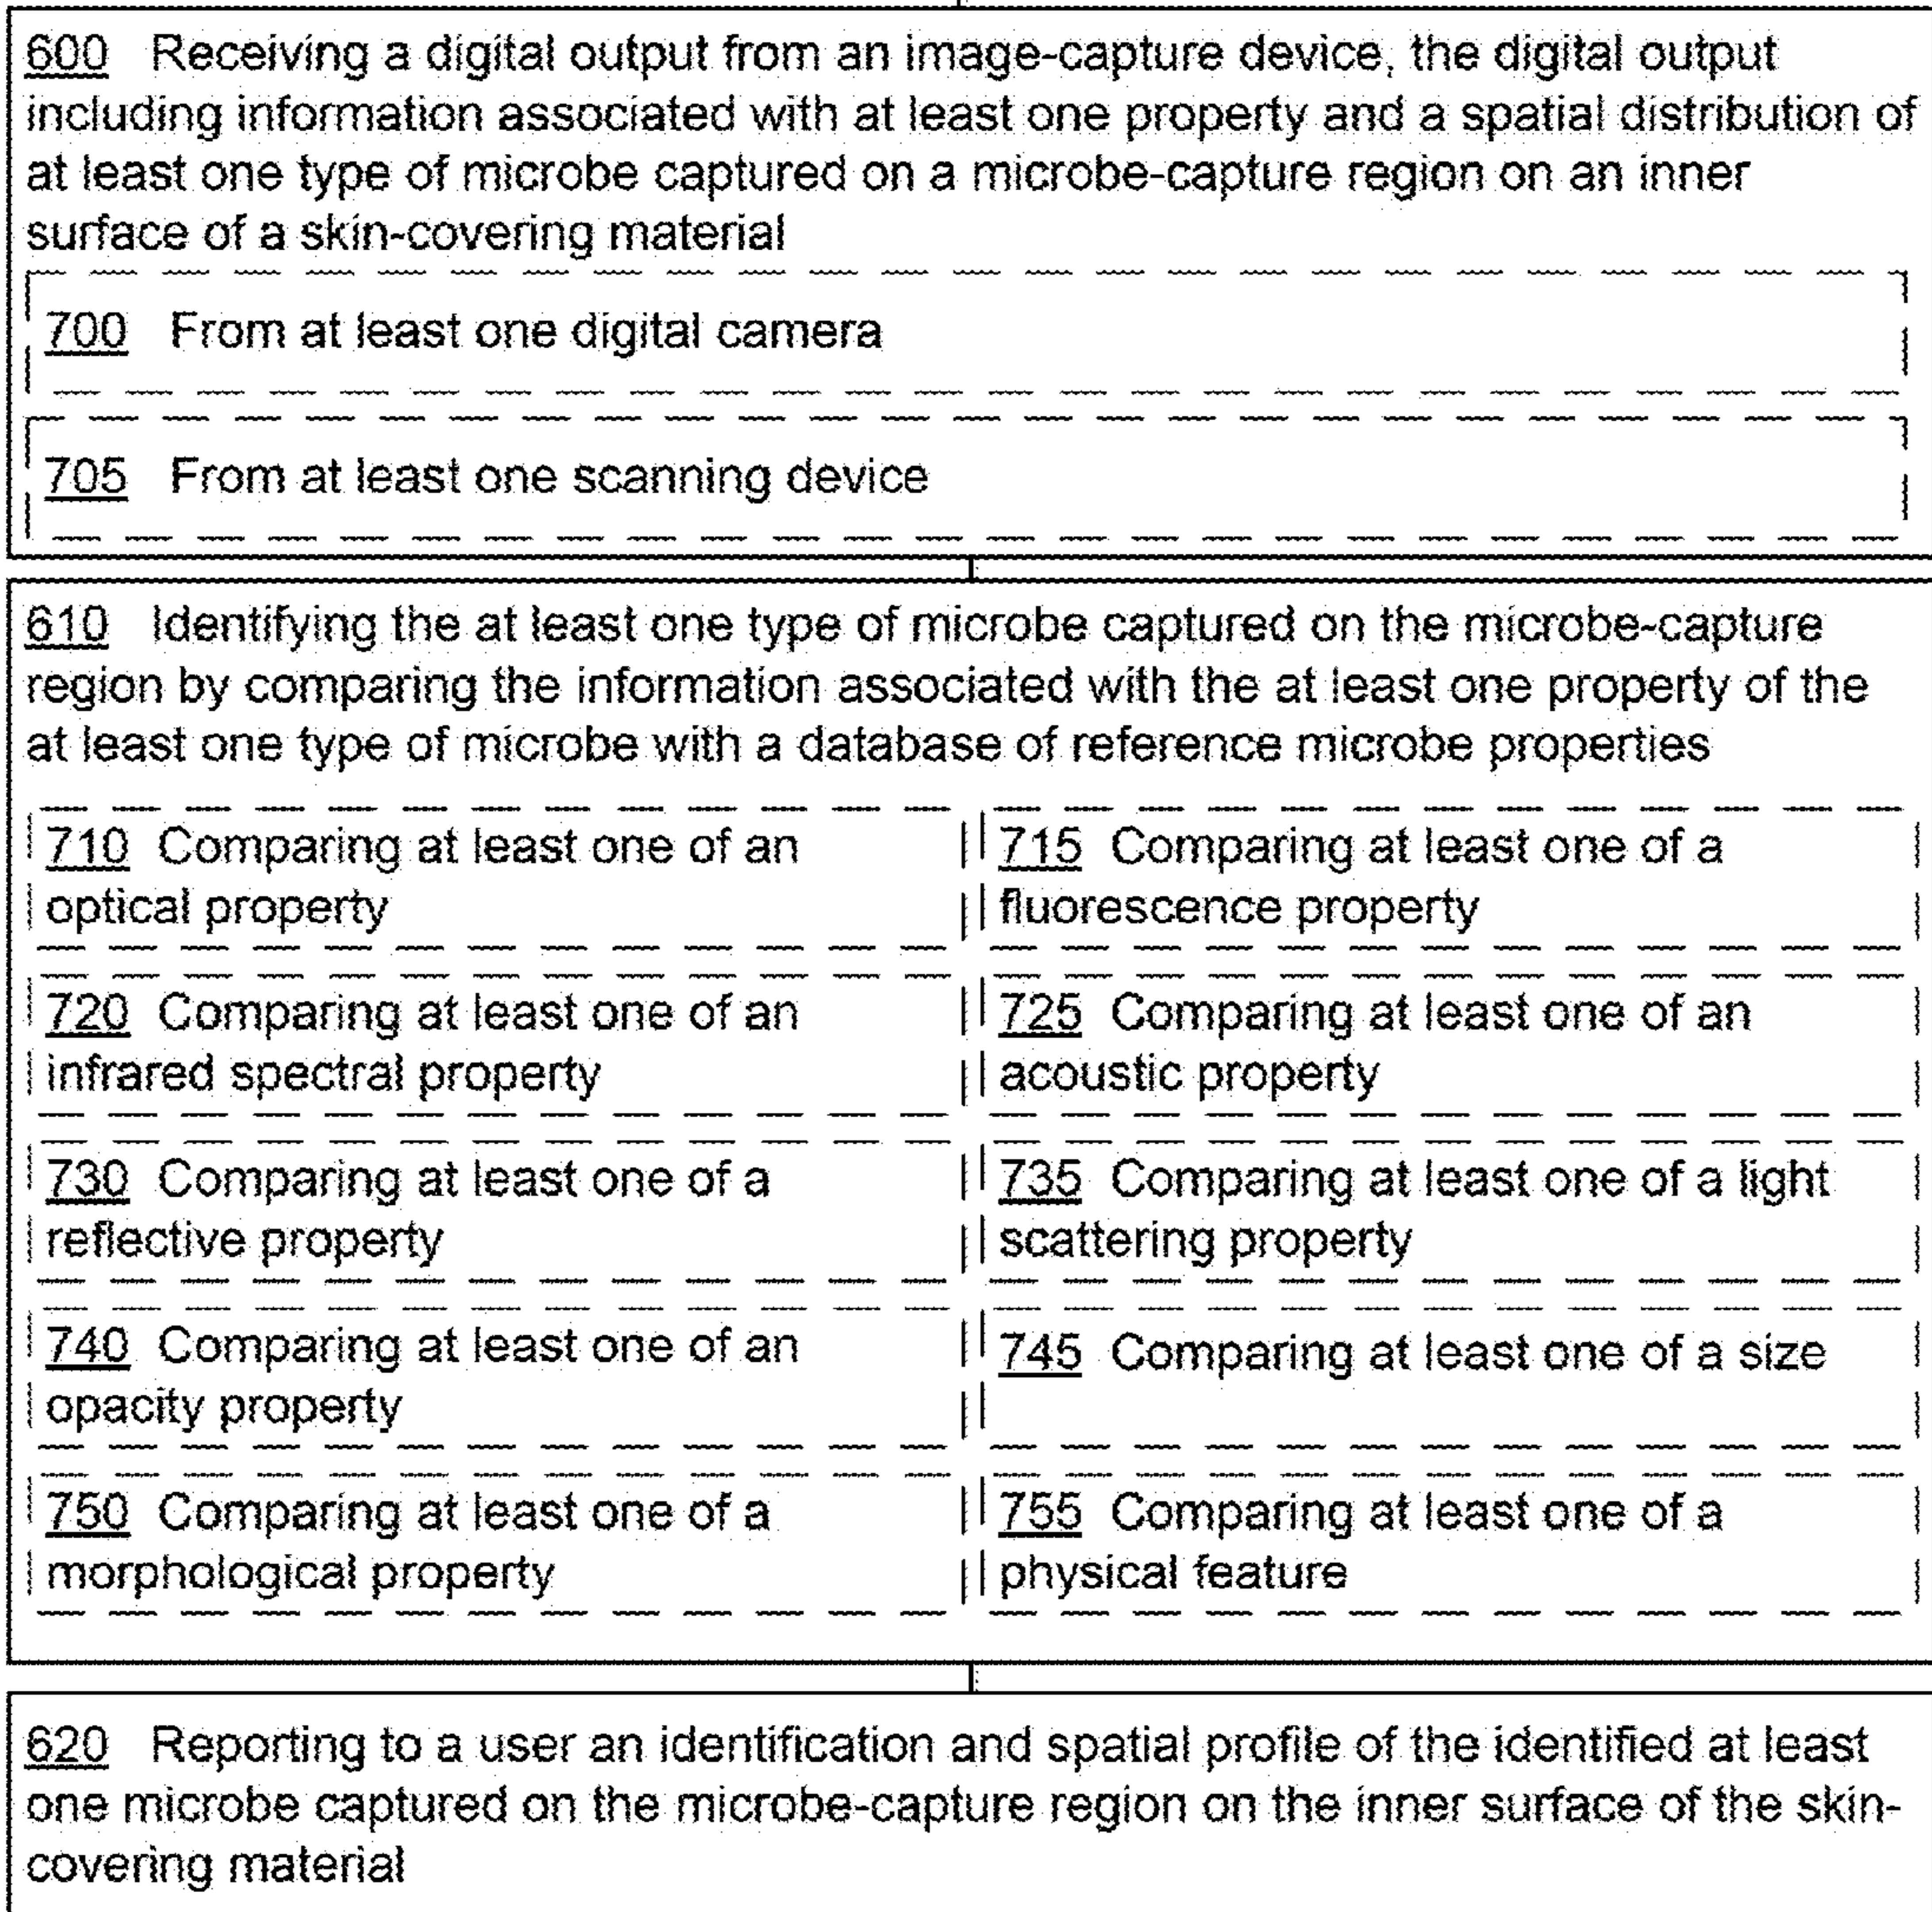 600 Receiving a digital output from an image-capture device, the digital output
including information associated with at least one property and a spatial distribution of
at least one type of microbe captured on a microbe-capture region on an inner
surface of a skin-covering material
700 From at least one digital camera
705 From at least one scanning device
610 Identifying the at least one type of microbe captured on the microbe-capture
region by comparing the information associated with the at least one property of the
at least one type of microbe with a database of reference microbe properties
710 Comparing at least one of an
optical property
715 Comparing at least one of a
fluorescence property
720 Comparing at least one of an
infrared spectral property
725 Comparing at least one of an
acoustic property
730 Comparing at least one of a
reflective property
735 Comparing at least one of a light
scattering property
740 Comparing at least one of an
opacity property
745 Comparing at least one of a size
750 Comparing at least one of a
morphological property
755 Comparing at least one of a
physical feature
620 Reporting to a user an identification and spatial profile of the identified at least
one microbe captured on the microbe-capture region on the inner surface of the skin-
covering material